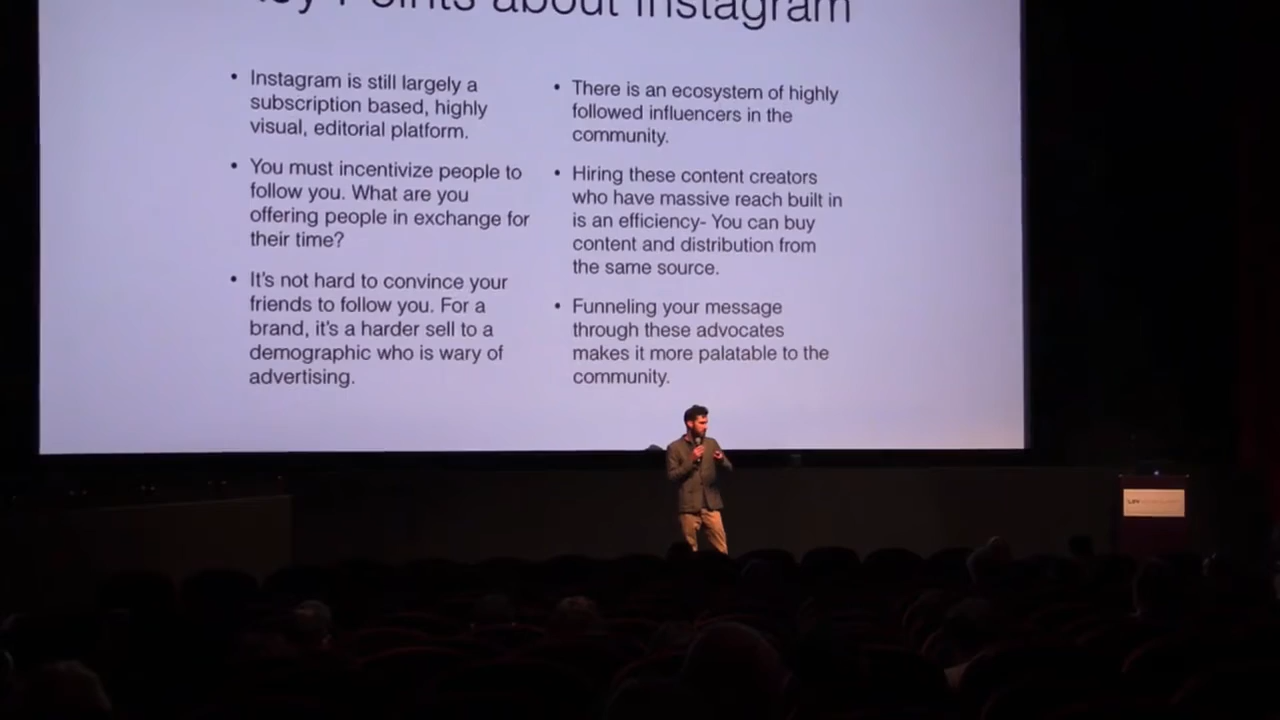 Key Points about Instagram
• Instagram is still largely a
subscription based, highly
visual, editorial platform.
• You must incentivize people to
follow you. What are you
offering people in exchange for
their time?
• It's not hard to convince your
friends to follow you. For a
brand, it's a harder sell to a
demographic who is wary of
advertising.
• There is an ecosystem of highly
followed influencers in the
community.
• Hiring these content creators
who have massive reach built in
is an efficiency- You can buy
content and distribution from
the same source.
• Funneling your message
through these advocates
makes it more palatable to the
community.